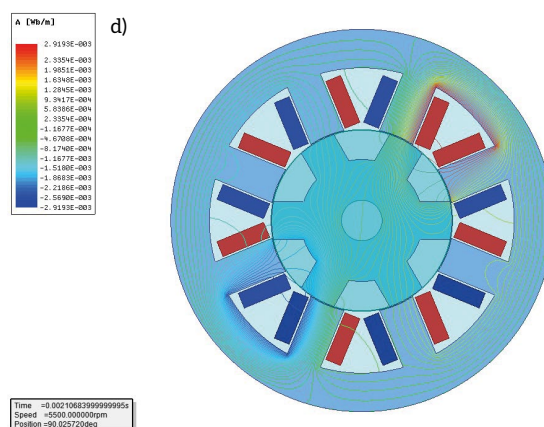 A [Wb/m]
d)
2.9193E-003
2.3354E-003
1.9851E-003
1.6348E-003
1.2845E-003
9.3417E-004
5.8386E-004
2.3354E-004
-1.1677E-004
-4.6708E-004
-8.1740E-004
-1.1677E-003
-1.5180E-003
-1.8683E-003
-2.2186E-003
-2.5690E-003
-2.9193E-003
Time =0.00210683999999995s
Speed =5500.000000rpm
Position =90.025720deg